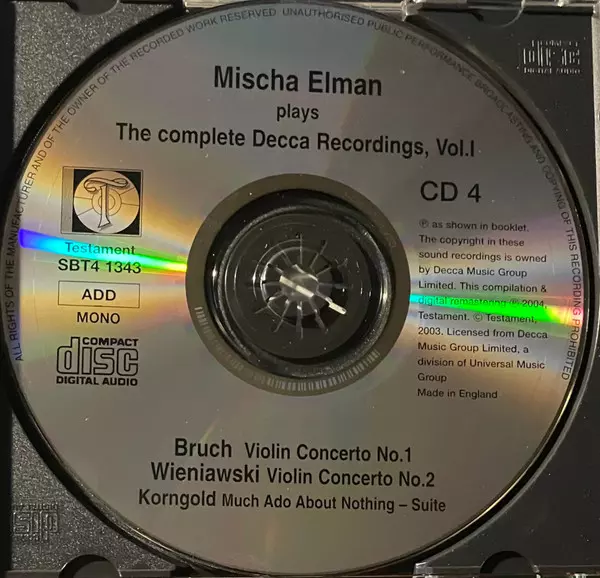 ALL RIGHTS OF THE MANUFACTURER AND OF THE OWNER OF THE RECORDED WORK RESERVED. UNAUTHORISED PUBLIC PERFORMANCE BROADCASTING AND COPYING OF THIS RECORDING PROHIBITED
COMPACT
disc
DIGITAL AUDIO
Mischa Elman
plays
The complete Decca Recordings, Vol.I
CD 4
T
Testament
SBT4 1343
ADD
MONO
COMPACT
disc
DIGITAL AUDIO
℗ as shown in booklet.
The copyright in these
sound recordings is owned
by Decca Music Group
Limited. This compilation &
digital remastering ℗ 2004,
Testament. © Testament,
2003. Licensed from Decca
Music Group Limited, a
division of Universal Music
Group
Made in England
Bruch Violin Concerto No.1
Wieniawski Violin Concerto No.2
Korngold Much Ado About Nothing – Suite